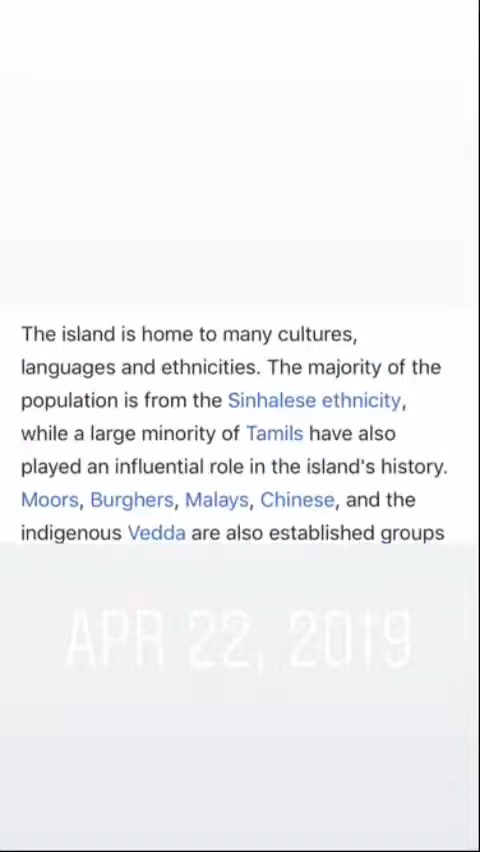 The island is home to many cultures,
languages and ethnicities. The majority of the
population is from the Sinhalese ethnicity,
while a large minority of Tamils have also
played an influential role in the island's history.
Moors, Burghers, Malays, Chinese, and the
indigenous Vedda are also established groups
APR 22, 2019